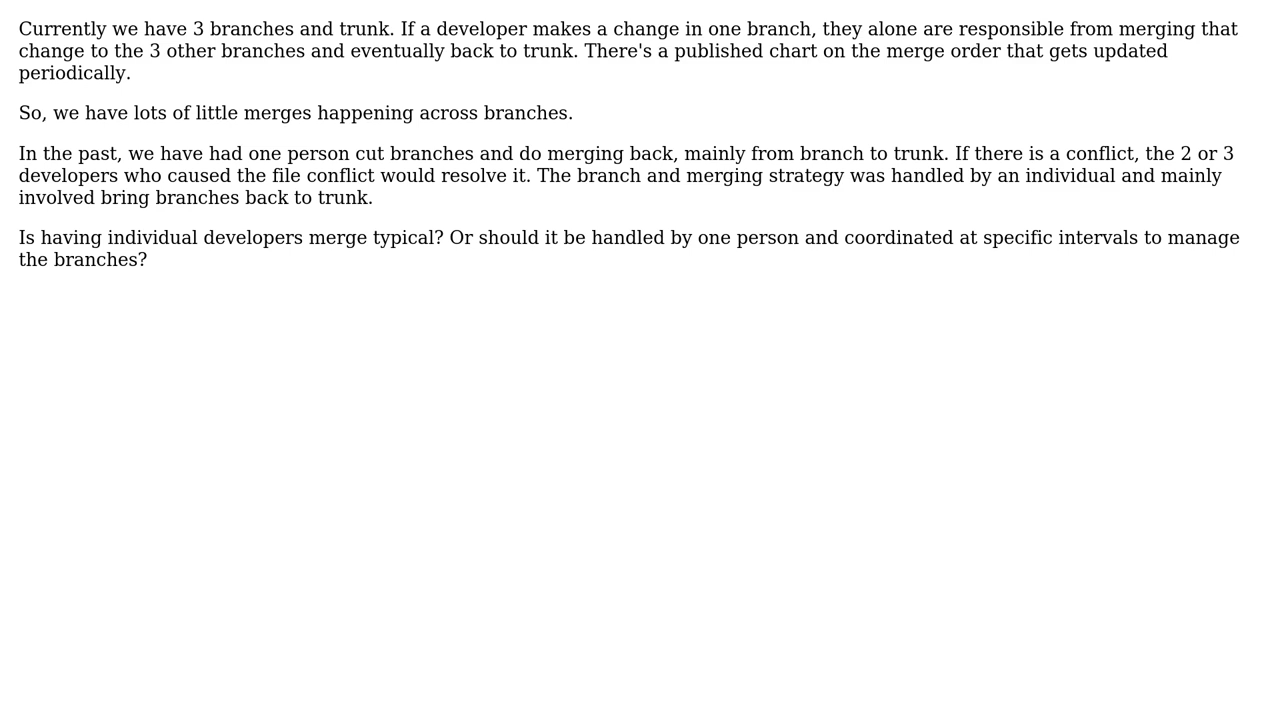 Currently we have 3 branches and trunk. If a developer makes a change in one branch, they alone are responsible from merging that
change to the 3 other branches and eventually back to trunk. There's a published chart on the merge order that gets updated
periodically.
So, we have lots of little merges happening across branches.
In the past, we have had one person cut branches and do merging back, mainly from branch to trunk. If there is a conflict, the 2 or 3
developers who caused the file conflict would resolve it. The branch and merging strategy was handled by an individual and mainly
involved bring branches back to trunk.
Is having individual developers merge typical? Or should it be handled by one person and coordinated at specific intervals to manage
the branches?